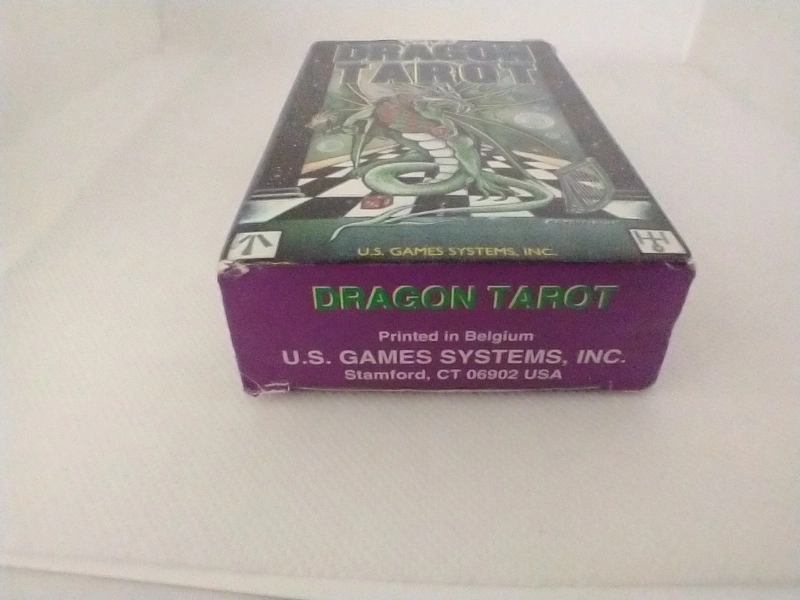 DRAGON
TAROT
U.S. GAMES SYSTEMS, INC.
DRAGON TAROT
Printed in Belgium
U.S. GAMES SYSTEMS, INC.
Stamford, CT 06902 USA